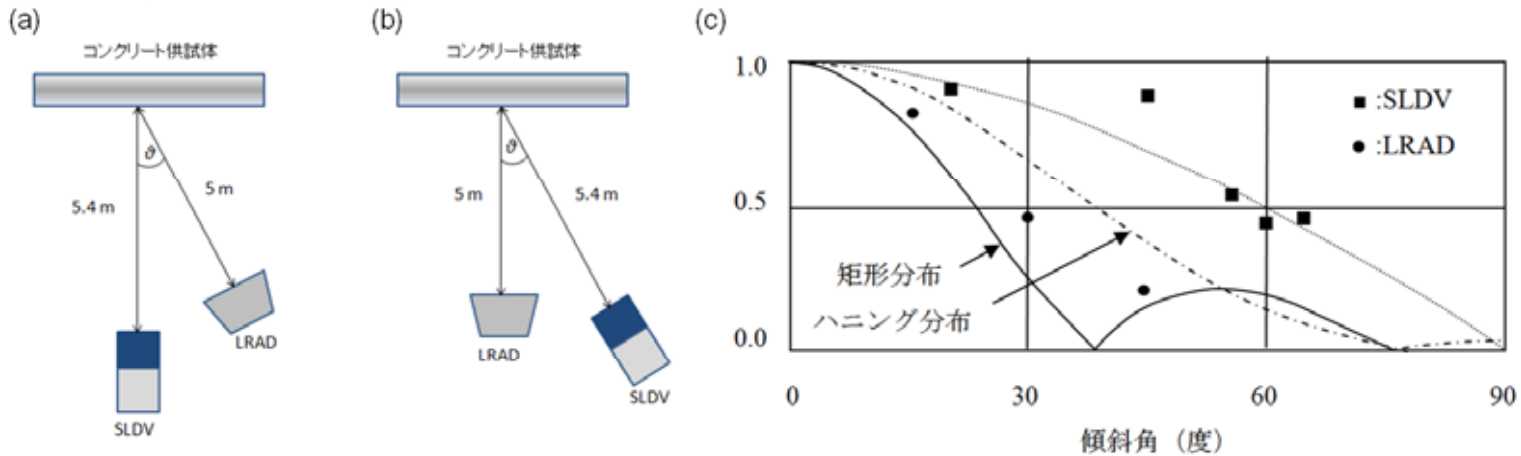 (a)
コンクリート供試体
ϑ
5 m
5.4 m
LRAD
SLDV
(b)
コンクリート供試体
ϑ
5 m
5.4 m
LRAD
SLDV
(c)
1.0
0.5
0.0
■ :SLDV
● :LRAD
矩形分布
ハニング分布
0 30 60 90
傾斜角（度）